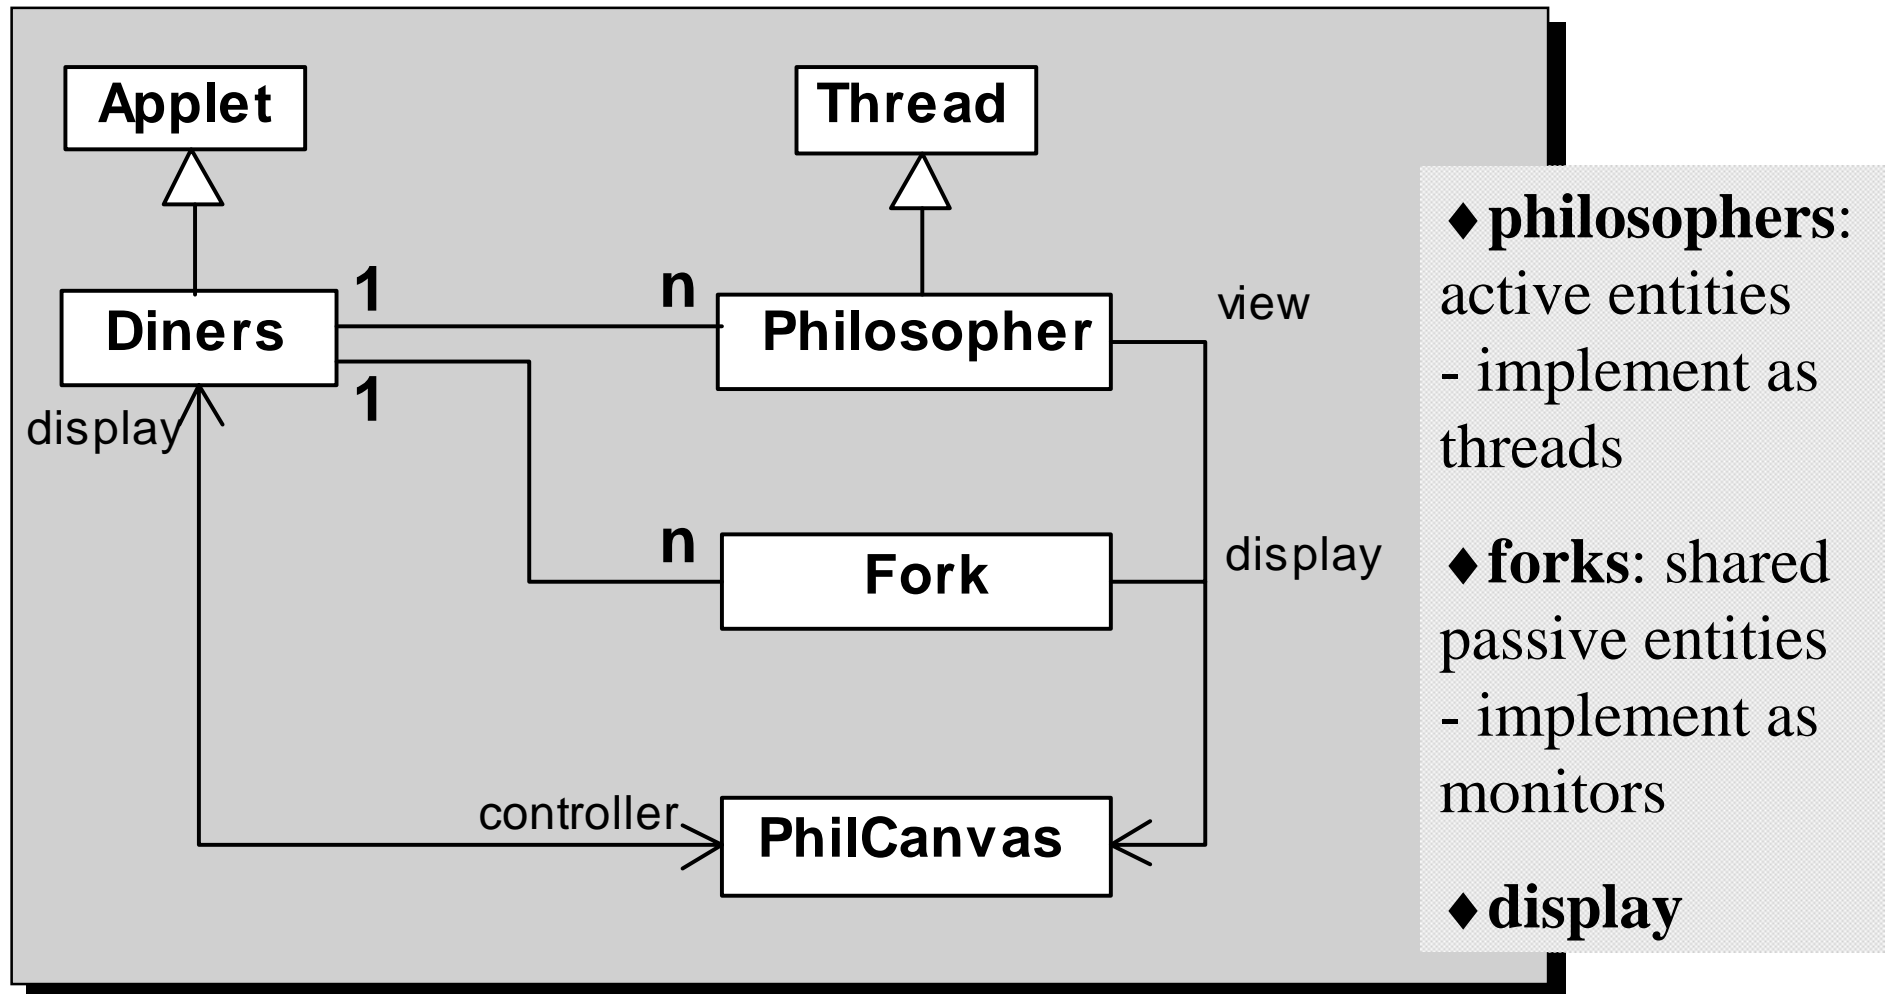 Applet
Thread
Diners
1
n
Philosopher
view
1
display
n
Fork
display
controller
PhilCanvas
♦ philosophers:
active entities
- implement as
threads
♦ forks: shared
passive entities
- implement as
monitors
♦ display